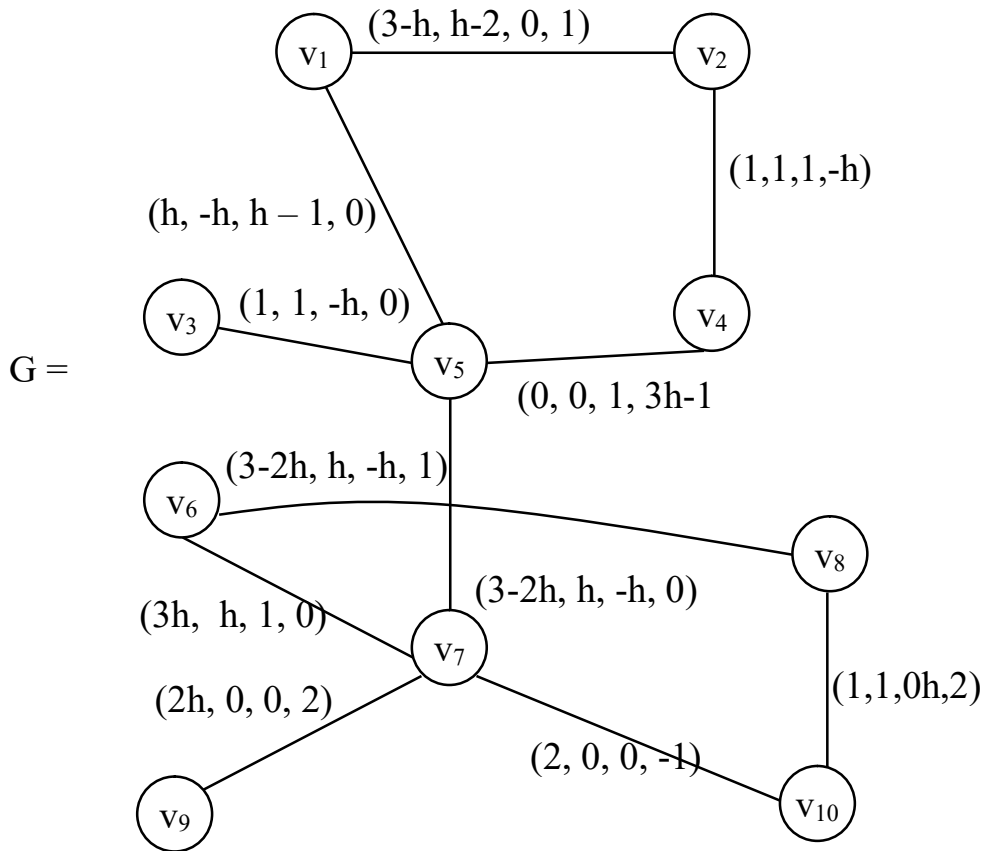 (3-h, h-2, 0, 1)
v₁
v₂
(1,1,1,-h)
(h, -h, h – 1, 0)
(1, 1, -h, 0)
v₃
v₄
G =
v₅
(0, 0, 1, 3h-1
(3-2h, h, -h, 1)
v₆
v₈
(3-2h, h, -h, 0)
(3h, h, 1, 0)
v₇
(2h, 0, 0, 2)
(1,1,0h,2)
(2, 0, 0, -1)
v₉
v₁₀